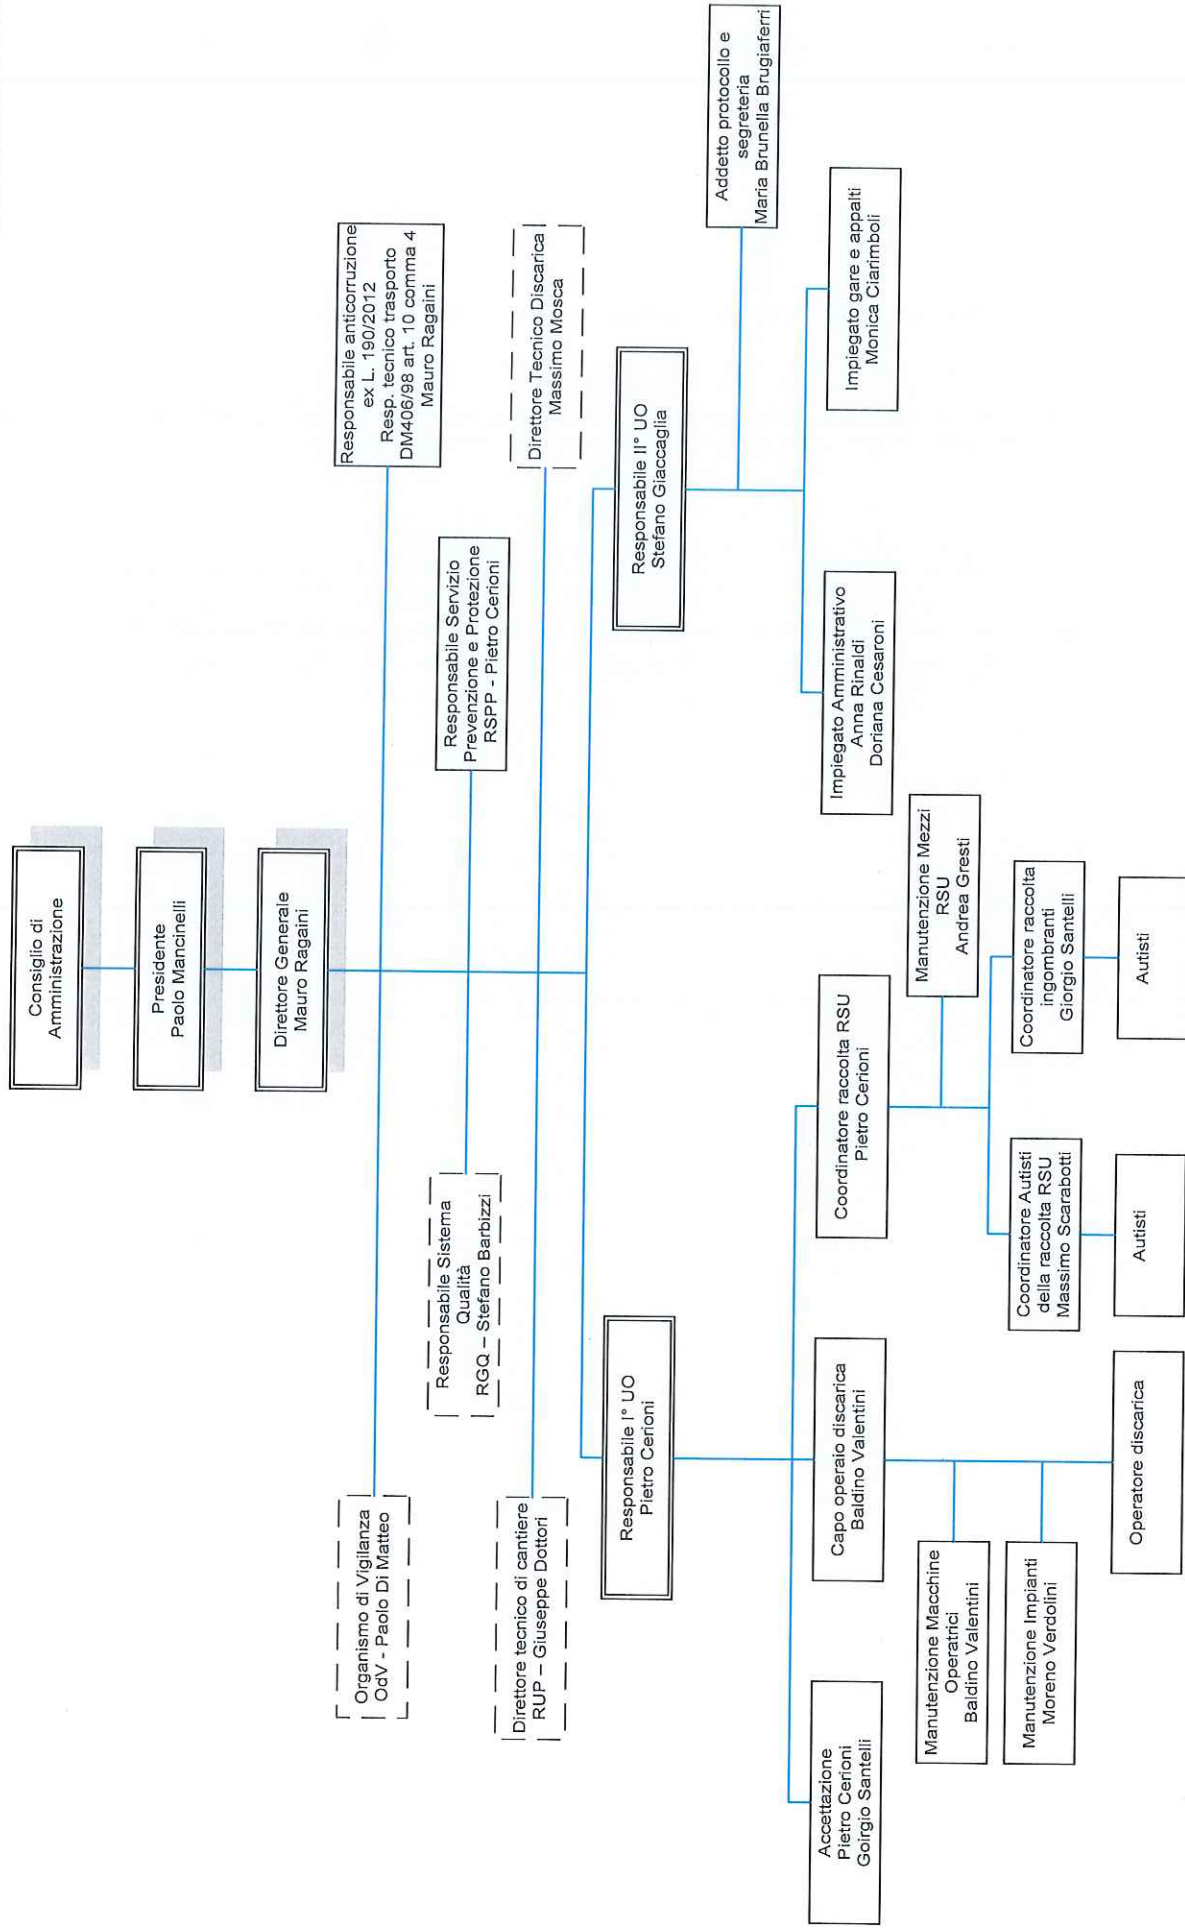 Consiglio di
Amministrazione
Presidente
Paolo Mancinelli
Direttore Generale
Mauro Ragaini
Organismo di Vigilanza
OdV - Paolo Di Matteo
Responsabile anticorruzione
ex L. 190/2012
Resp. tecnico trasporto
DM406/98 art. 10 comma 4
Mauro Ragaini
Responsabile Sistema
Qualità
RGQ – Stefano Barbizzi
Responsabile Servizio
Prevenzione e Protezione
RSPP - Pietro Cerioni
Direttore tecnico di cantiere
RUP – Giuseppe Dottori
Direttore Tecnico Discarica
Massimo Mosca
Responsabile I° UO
Pietro Cerioni
Responsabile II° UO
Stefano Giaccaglia
Addetto protocollo e
segreteria
Maria Brunella Brugiaferri
Accettazione
Pietro Cerioni
Goirgio Santelli
Capo operaio discarica
Baldino Valentini
Coordinatore raccolta RSU
Pietro Cerioni
Impiegato Amministrativo
Anna Rinaldi
Doriana Cesaroni
Impiegato gare e appalti
Monica Ciarimboli
Manutenzione Macchine
Operatrici
Baldino Valentini
Manutenzione Mezzi
RSU
Andrea Gresti
Manutenzione Impianti
Moreno Verdolini
Coordinatore Autisti
della raccolta RSU
Massimo Scarabotti
Coordinatore raccolta
ingombranti
Giorgio Santelli
Operatore discarica
Autisti
Autisti